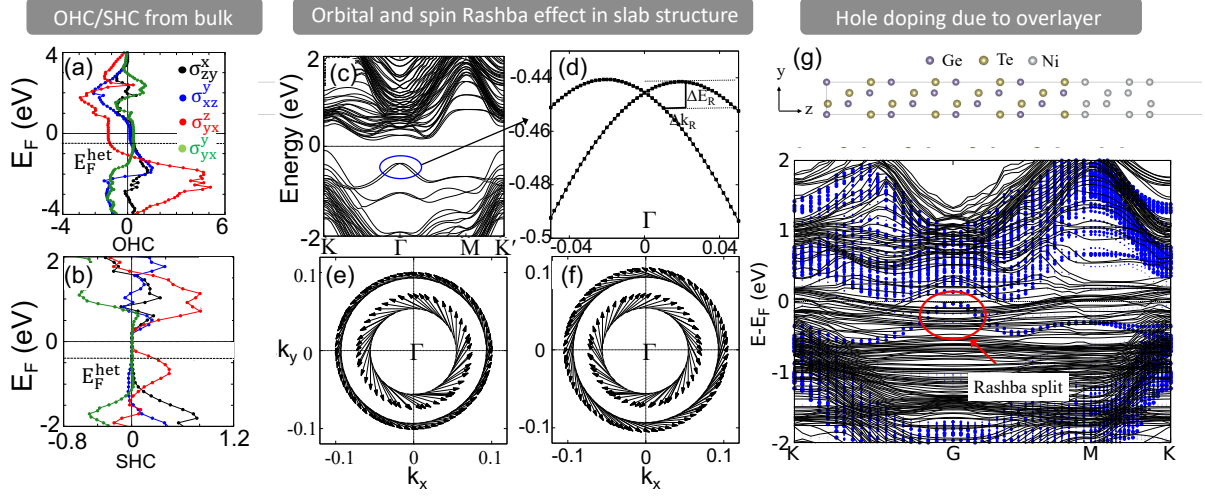 OHC/SHC from bulk
Orbital and spin Rashba effect in slab structure
Hole doping due to overlayer
(a)
4
0
-4
E_F (eV)
E_F^het
σ^x_zy
σ^y_xz
σ^z_yx
σ^y_yx
-4 0 3 6
OHC
(b)
2
0
-2
E_F (eV)
E_F^het
-0.8 0 1.2
SHC
(c)
2
1
0
1
2
Energy (eV)
K Γ M K′
(d)
-0.44
-0.46
-0.48
-0.5
ΔE_R
Δk_R
Γ
-0.05 0 0.05
(e)
0.1
k_y 0
-0.1
Γ
-0.1 0 0.1
k_x
(f)
0.1
0
-0.1
Γ
-0.1 0 0.1
k_x
(g)
Ge Te Ni
y
z
2
1
0
-1
-2
E-E_F (eV)
Rashba split
K G M K